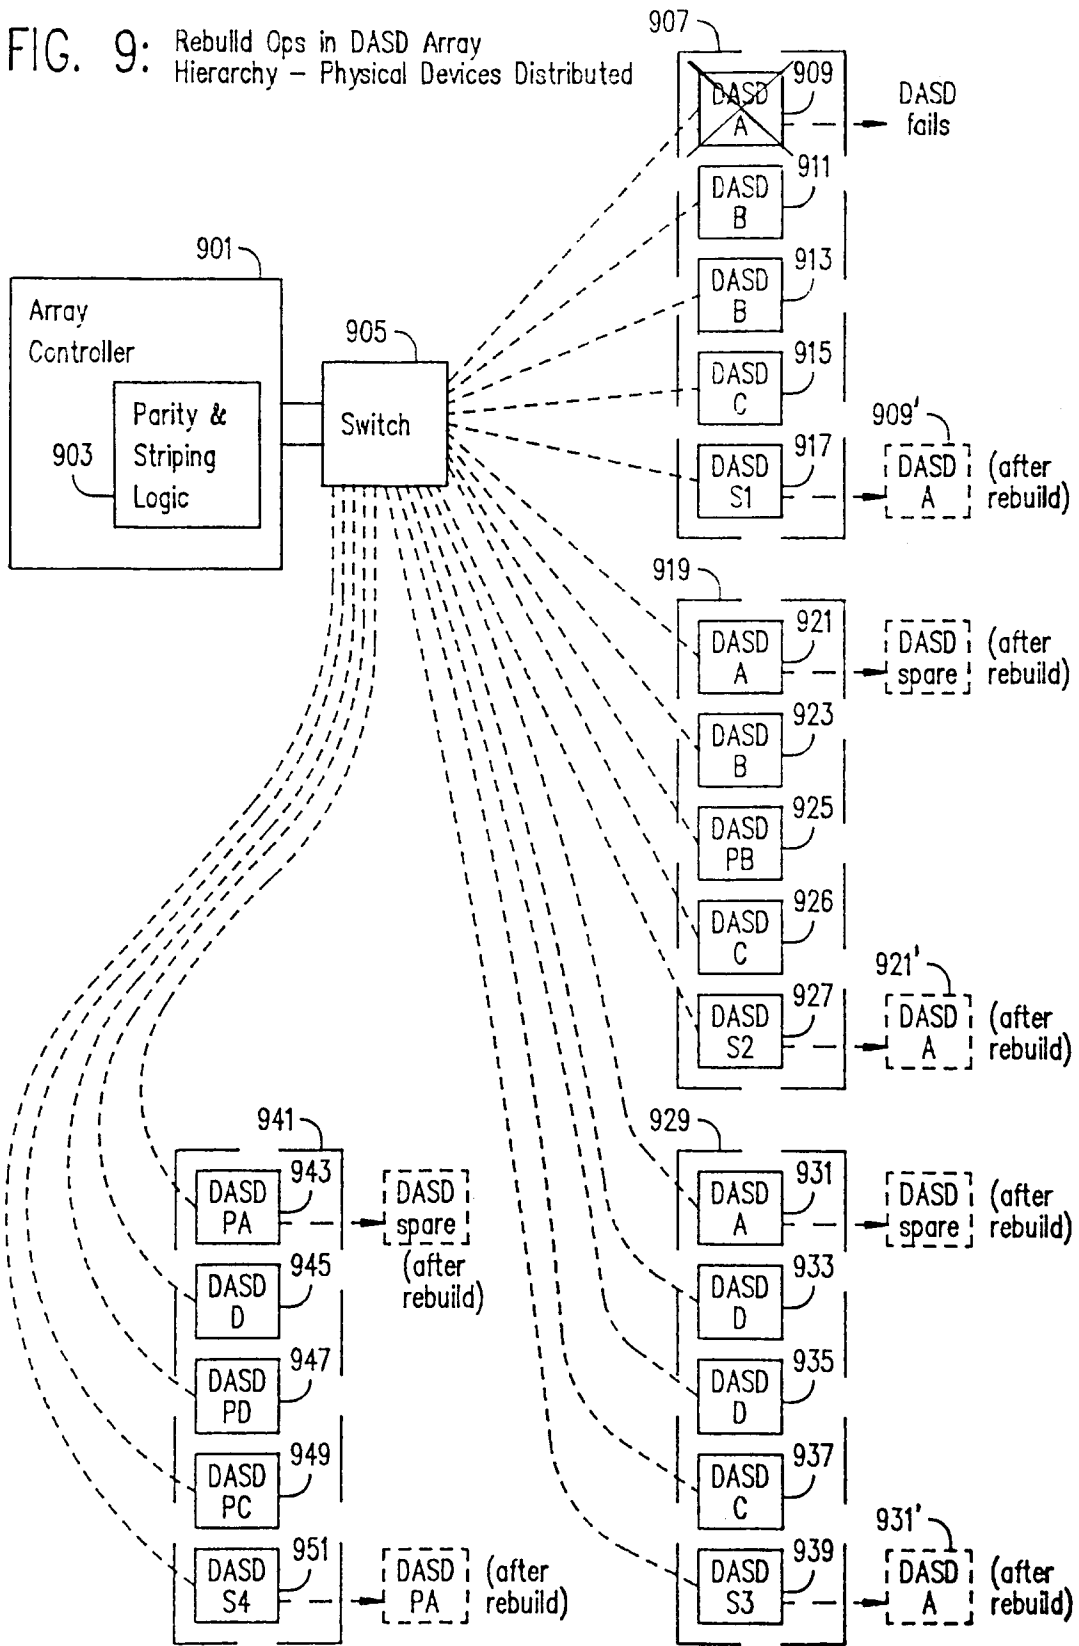 FIG. 9: Rebuild Ops in DASD Array
Hierarchy – Physical Devices Distributed
901
Array
Controller
903
Parity &
Striping
Logic
905
Switch
907
DASD
A
909
DASD
fails
DASD
B
911
DASD
B
913
DASD
C
915
DASD
S1
917
909'
DASD
A
(after
rebuild)
919
DASD
A
921
DASD
spare
(after
rebuild)
DASD
B
923
DASD
PB
925
DASD
C
926
DASD
S2
927
921'
DASD
A
(after
rebuild)
929
DASD
A
931
DASD
spare
(after
rebuild)
DASD
D
933
DASD
D
935
DASD
C
937
DASD
S3
939
931'
DASD
A
(after
rebuild)
941
DASD
PA
943
DASD
spare
(after
rebuild)
DASD
D
945
DASD
PD
947
DASD
PC
949
DASD
S4
951
DASD
PA
(after
rebuild)